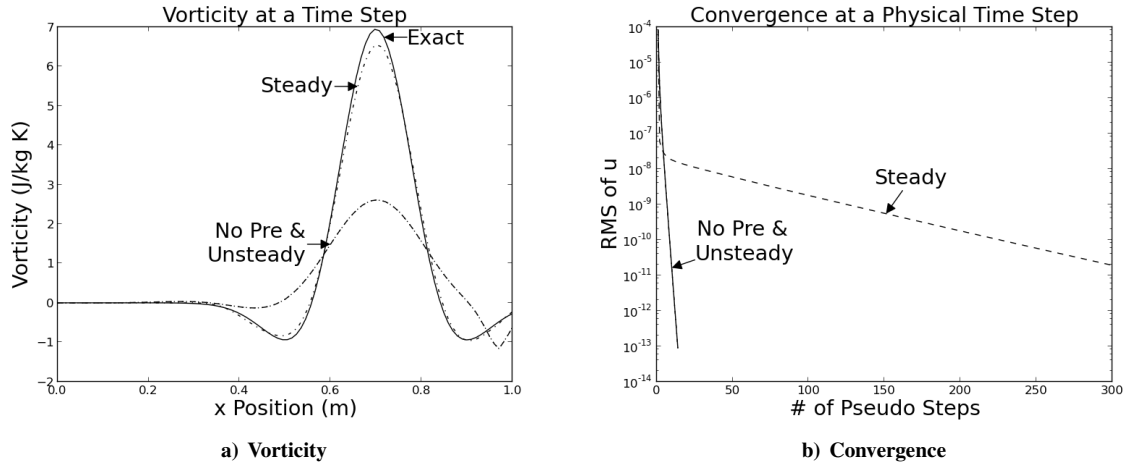 Vorticity at a Time Step
7
6
5
4
3
2
1
0
−1
−2
0.0
0.2
0.4
0.6
0.8
1.0
Vorticity (J/kg K)
x Position (m)
Exact
Steady
No Pre &
Unsteady
a) Vorticity
Convergence at a Physical Time Step
10⁻⁴
10⁻⁵
10⁻⁶
10⁻⁷
10⁻⁸
10⁻⁹
10⁻¹⁰
10⁻¹¹
10⁻¹²
10⁻¹³
10⁻¹⁴
0
50
100
150
200
250
300
RMS of u
# of Pseudo Steps
Steady
No Pre &
Unsteady
b) Convergence